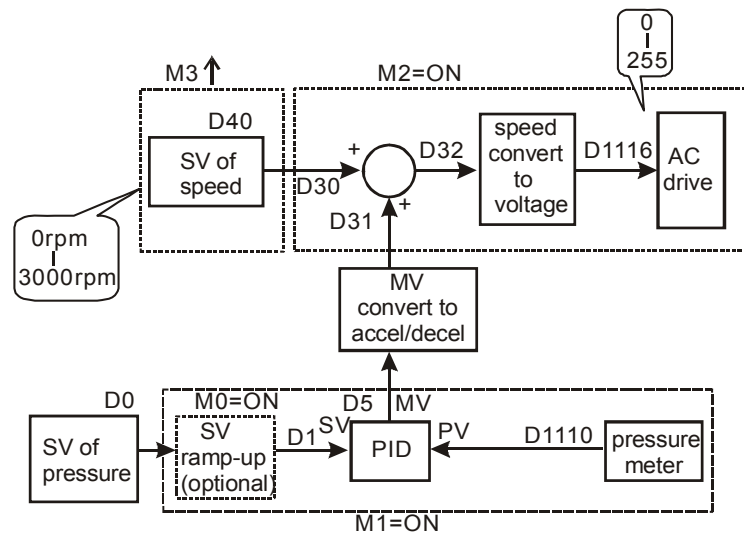 0
255
M3
M2=ON
D40
SV of
speed
D30
+
+
D31
D32
speed
convert
to
voltage
D1116
AC
drive
0rpm
3000rpm
MV
convert to
accel/decel
D0
SV of
pressure
M0=ON
SV
ramp-up
(optional)
D1
SV
D5
MV
PID
PV
D1110
pressure
meter
M1=ON